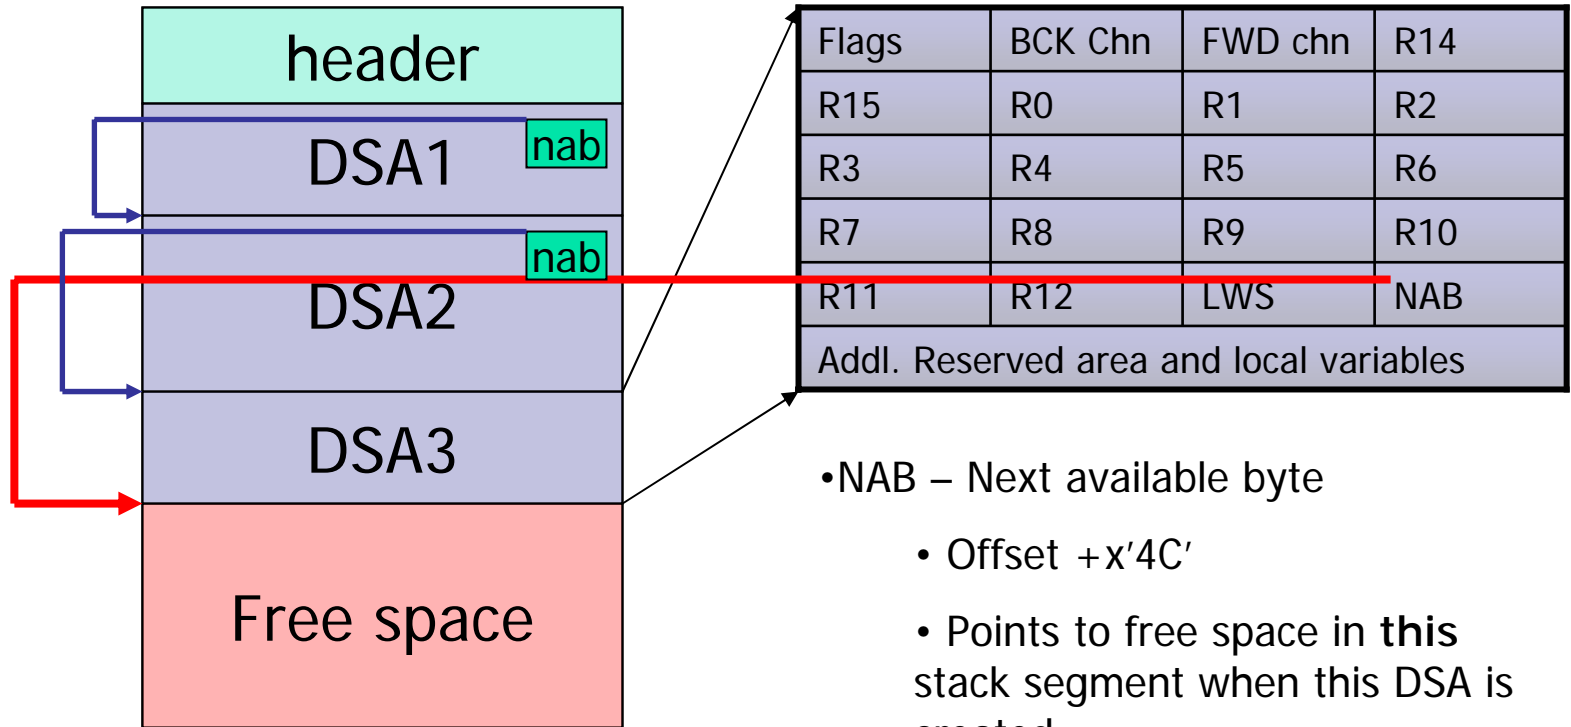 header
DSA1
nab
DSA2
nab
DSA3
Free space
Flags BCK Chn FWD chn R14
R15 R0 R1 R2
R3 R4 R5 R6
R7 R8 R9 R10
R11 R12 LWS NAB
Addl. Reserved area and local variables
•NAB – Next available byte
• Offset +x'4C'
• Points to free space in this
stack segment when this DSA is